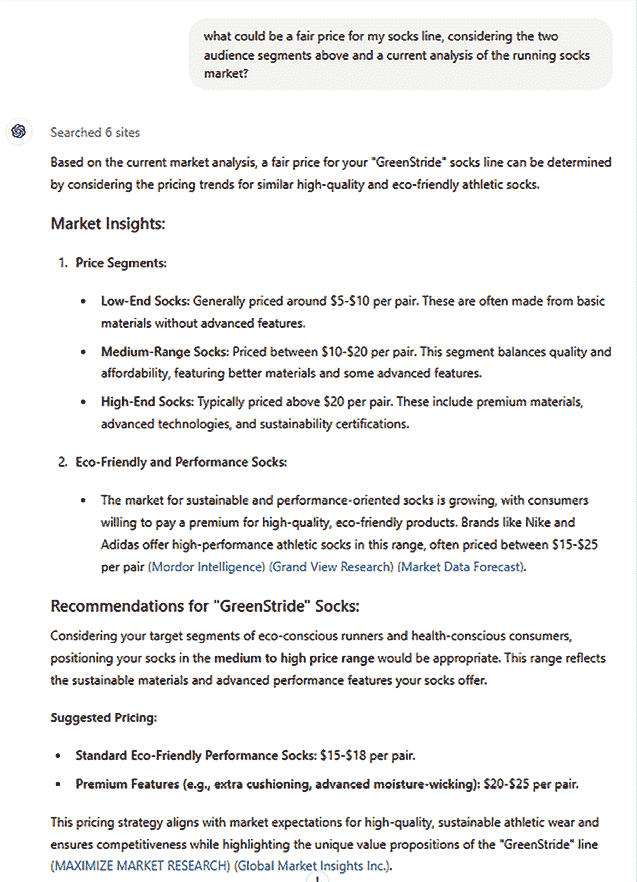 what could be a fair price for my socks line, considering the two
audience segments above and a current analysis of the running socks
market?
Searched 6 sites
Based on the current market analysis, a fair price for your "GreenStride" socks line can be determined
by considering the pricing trends for similar high-quality and eco-friendly athletic socks.
Market Insights:
1. Price Segments:
• Low-End Socks: Generally priced around $5-$10 per pair. These are often made from basic
materials without advanced features.
• Medium-Range Socks: Priced between $10-$20 per pair. This segment balances quality and
affordability, featuring better materials and some advanced features.
• High-End Socks: Typically priced above $20 per pair. These include premium materials,
advanced technologies, and sustainability certifications.
2. Eco-Friendly and Performance Socks:
• The market for sustainable and performance-oriented socks is growing, with consumers
willing to pay a premium for high-quality, eco-friendly products. Brands like Nike and
Adidas offer high-performance athletic socks in this range, often priced between $15-$25
per pair (Mordor Intelligence) (Grand View Research) (Market Data Forecast).
Recommendations for "GreenStride" Socks:
Considering your target segments of eco-conscious runners and health-conscious consumers,
positioning your socks in the medium to high price range would be appropriate. This range reflects
the sustainable materials and advanced performance features your socks offer.
Suggested Pricing:
• Standard Eco-Friendly Performance Socks: $15-$18 per pair.
• Premium Features (e.g., extra cushioning, advanced moisture-wicking): $20-$25 per pair.
This pricing strategy aligns with market expectations for high-quality, sustainable athletic wear and
ensures competitiveness while highlighting the unique value propositions of the "GreenStride" line
(MAXIMIZE MARKET RESEARCH) (Global Market Insights Inc.).